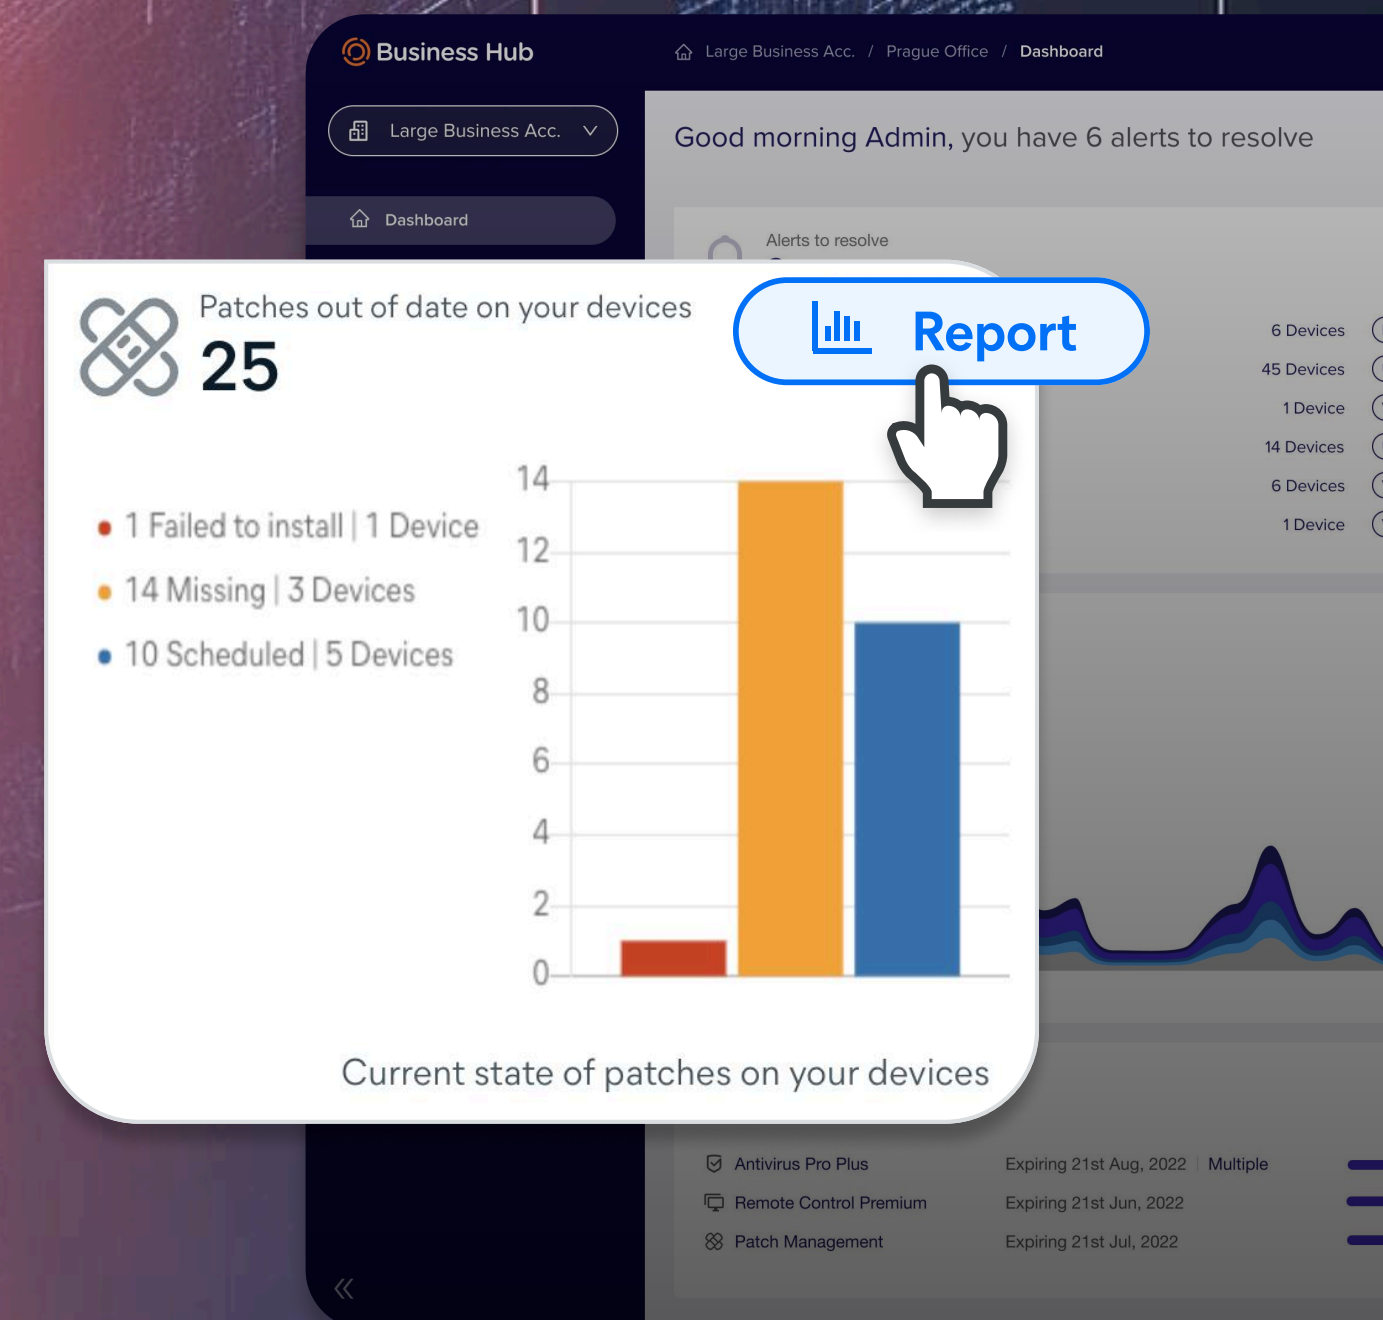 Business Hub
Large Business Acc. / Prague Office / Dashboard
Large Business Acc.
Good morning Admin, you have 6 alerts to resolve
Dashboard
Alerts to resolve
Patches out of date on your devices
25
Report
6 Devices
45 Devices
1 Device
14 Devices
6 Devices
1 Device
1 Failed to install | 1 Device
14 Missing | 3 Devices
10 Scheduled | 5 Devices
14
12
10
8
6
4
2
0
Current state of patches on your devices
Antivirus Pro Plus Expiring 21st Aug, 2022 | Multiple
Remote Control Premium Expiring 21st Jun, 2022
Patch Management Expiring 21st Jul, 2022